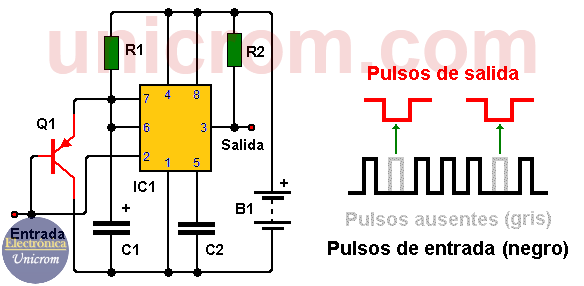 unicrom.com
R1
R2
Pulsos de salida
7
4
8
Q1
6
3
2
Salida
1
5
IC1
+
+
B1
Entrada
Electrónica
Unicrom
C1
C2
Pulsos ausentes (gris)
Pulsos de entrada (negro)